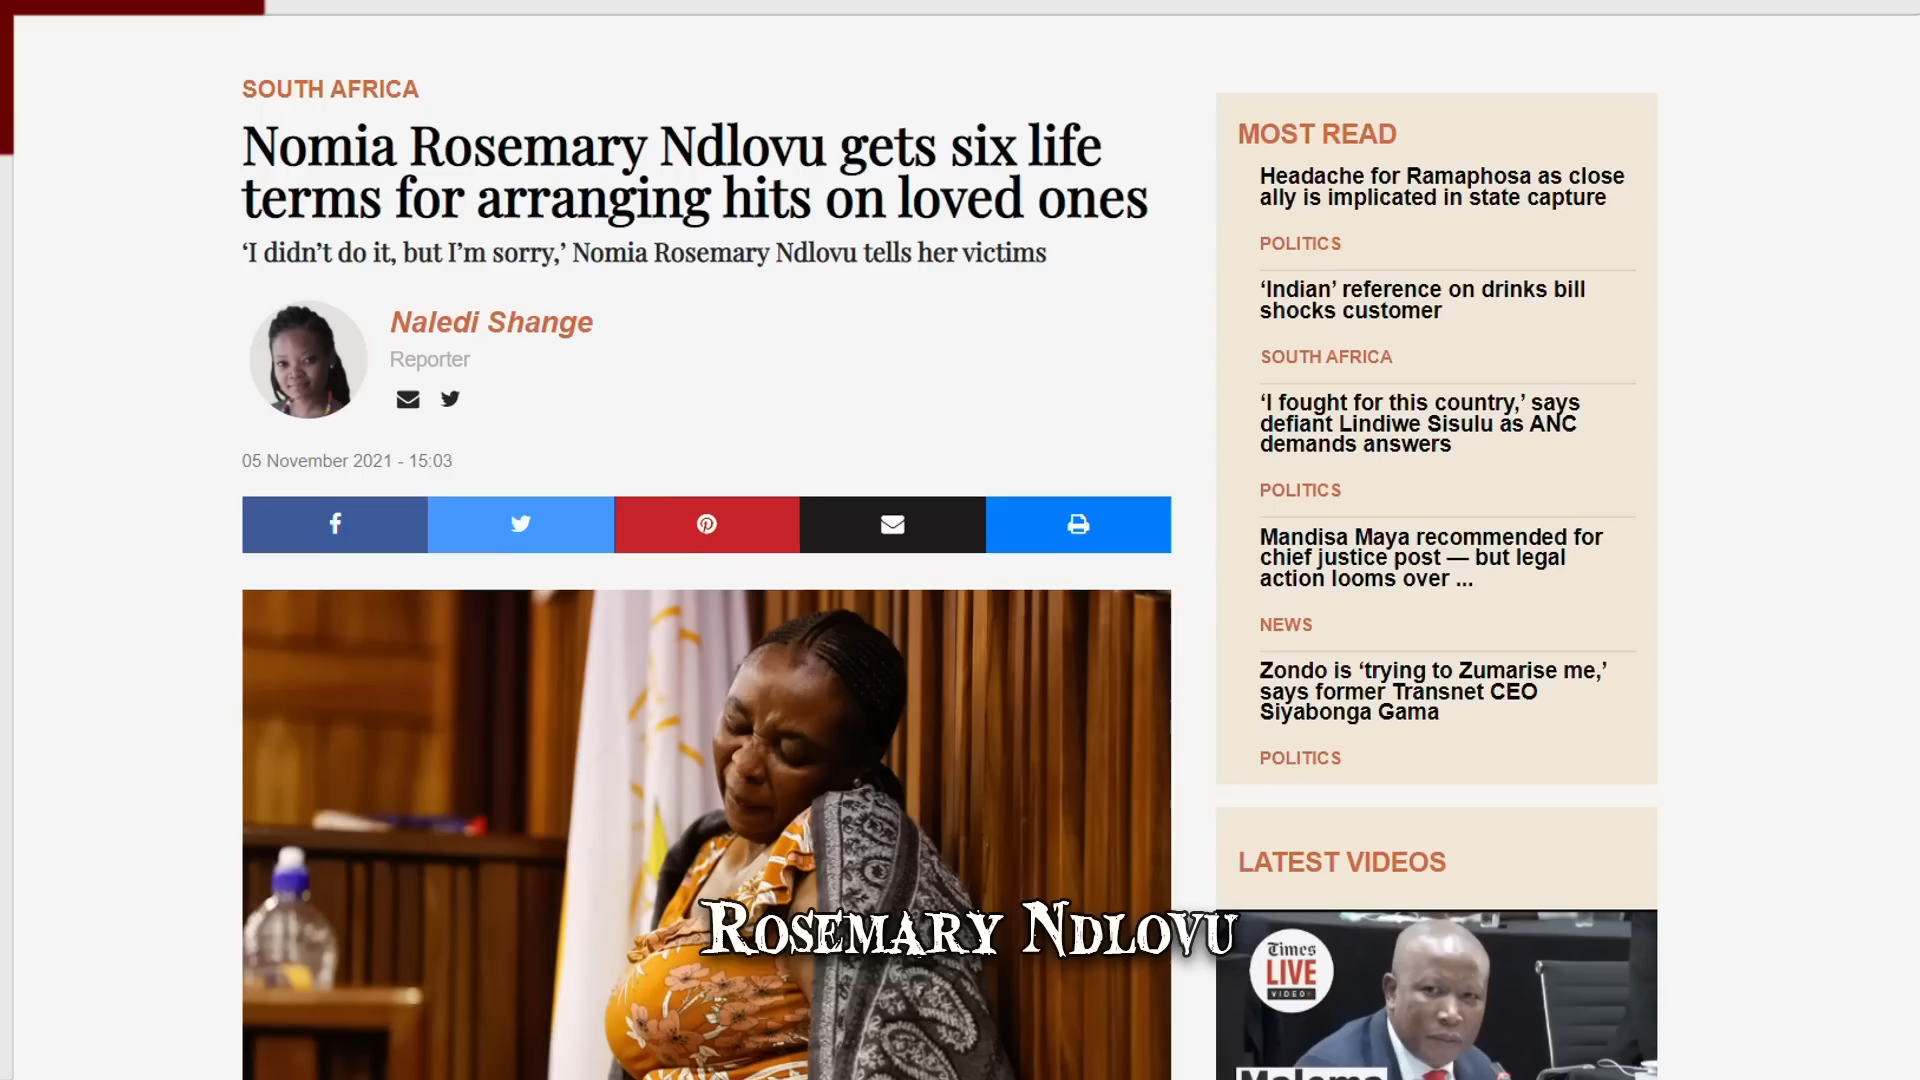 SOUTH AFRICA
Nomia Rosemary Ndlovu gets six life
terms for arranging hits on loved ones
‘I didn’t do it, but I’m sorry,’ Nomia Rosemary Ndlovu tells her victims
Naledi Shange
Reporter
05 November 2021 - 15:03
ROSEMARY NDLOVU
MOST READ
Headache for Ramaphosa as close
ally is implicated in state capture
POLITICS
‘Indian’ reference on drinks bill
shocks customer
SOUTH AFRICA
‘I fought for this country,’ says
defiant Lindiwe Sisulu as ANC
demands answers
POLITICS
Mandisa Maya recommended for
chief justice post — but legal
action looms over ...
NEWS
Zondo is ‘trying to Zumarise me,’
says former Transnet CEO
Siyabonga Gama
POLITICS
LATEST VIDEOS
Times
LIVE
VIDEO
Malema